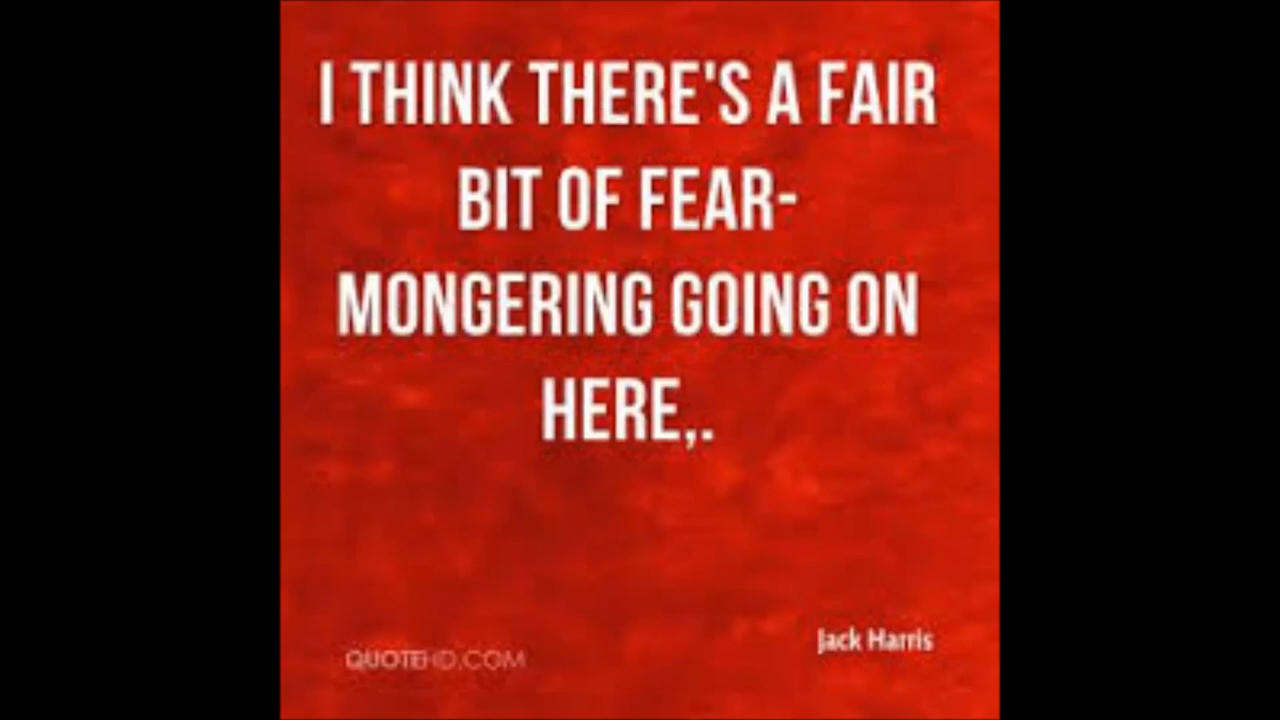 I THINK THERE'S A FAIR
BIT OF FEAR-
MONGERING GOING ON
HERE,.
Jack Harris
QUOTEHD.COM